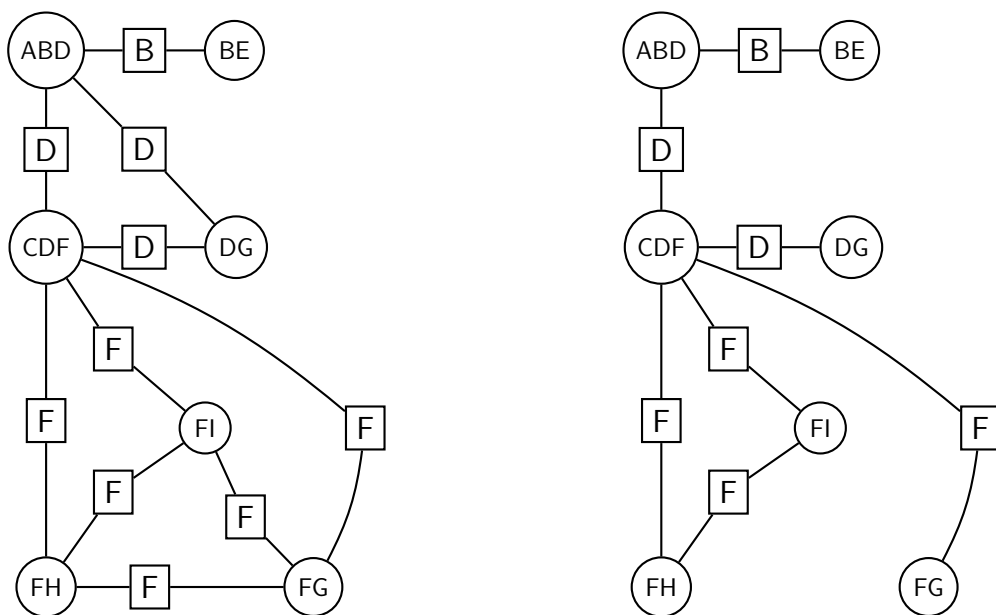 ABD B BE ABD B BE
D D D
CDF D DG CDF D DG
F F
F FI F F FI F
F F F
FH F FG FH FG